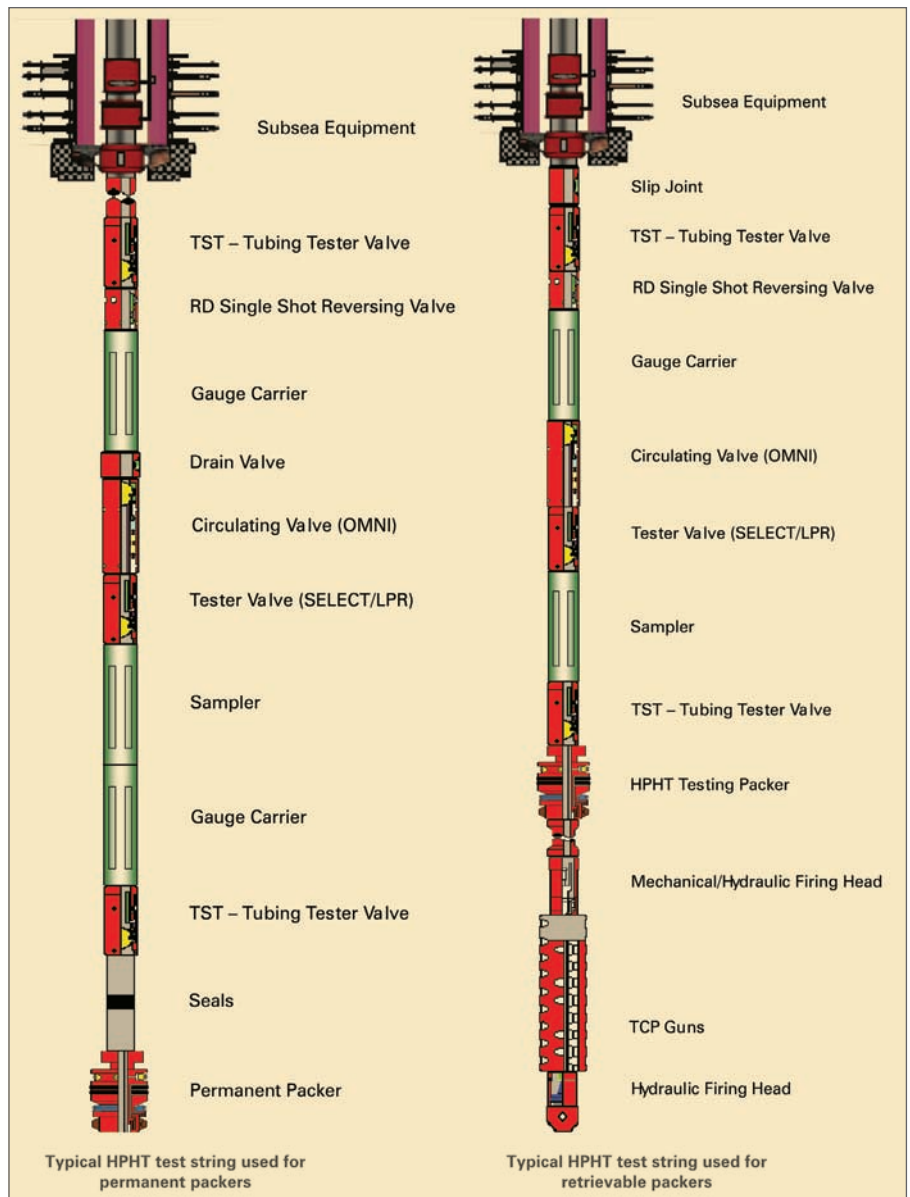 Subsea Equipment
TST – Tubing Tester Valve
RD Single Shot Reversing Valve
Gauge Carrier
Drain Valve
Circulating Valve (OMNI)
Tester Valve (SELECT/LPR)
Sampler
Gauge Carrier
TST – Tubing Tester Valve
Seals
Permanent Packer
Typical HPHT test string used for
permanent packers
Subsea Equipment
Slip Joint
TST – Tubing Tester Valve
RD Single Shot Reversing Valve
Gauge Carrier
Circulating Valve (OMNI)
Tester Valve (SELECT/LPR)
Sampler
TST – Tubing Tester Valve
HPHT Testing Packer
Mechanical/Hydraulic Firing Head
TCP Guns
Hydraulic Firing Head
Typical HPHT test string used for
retrievable packers